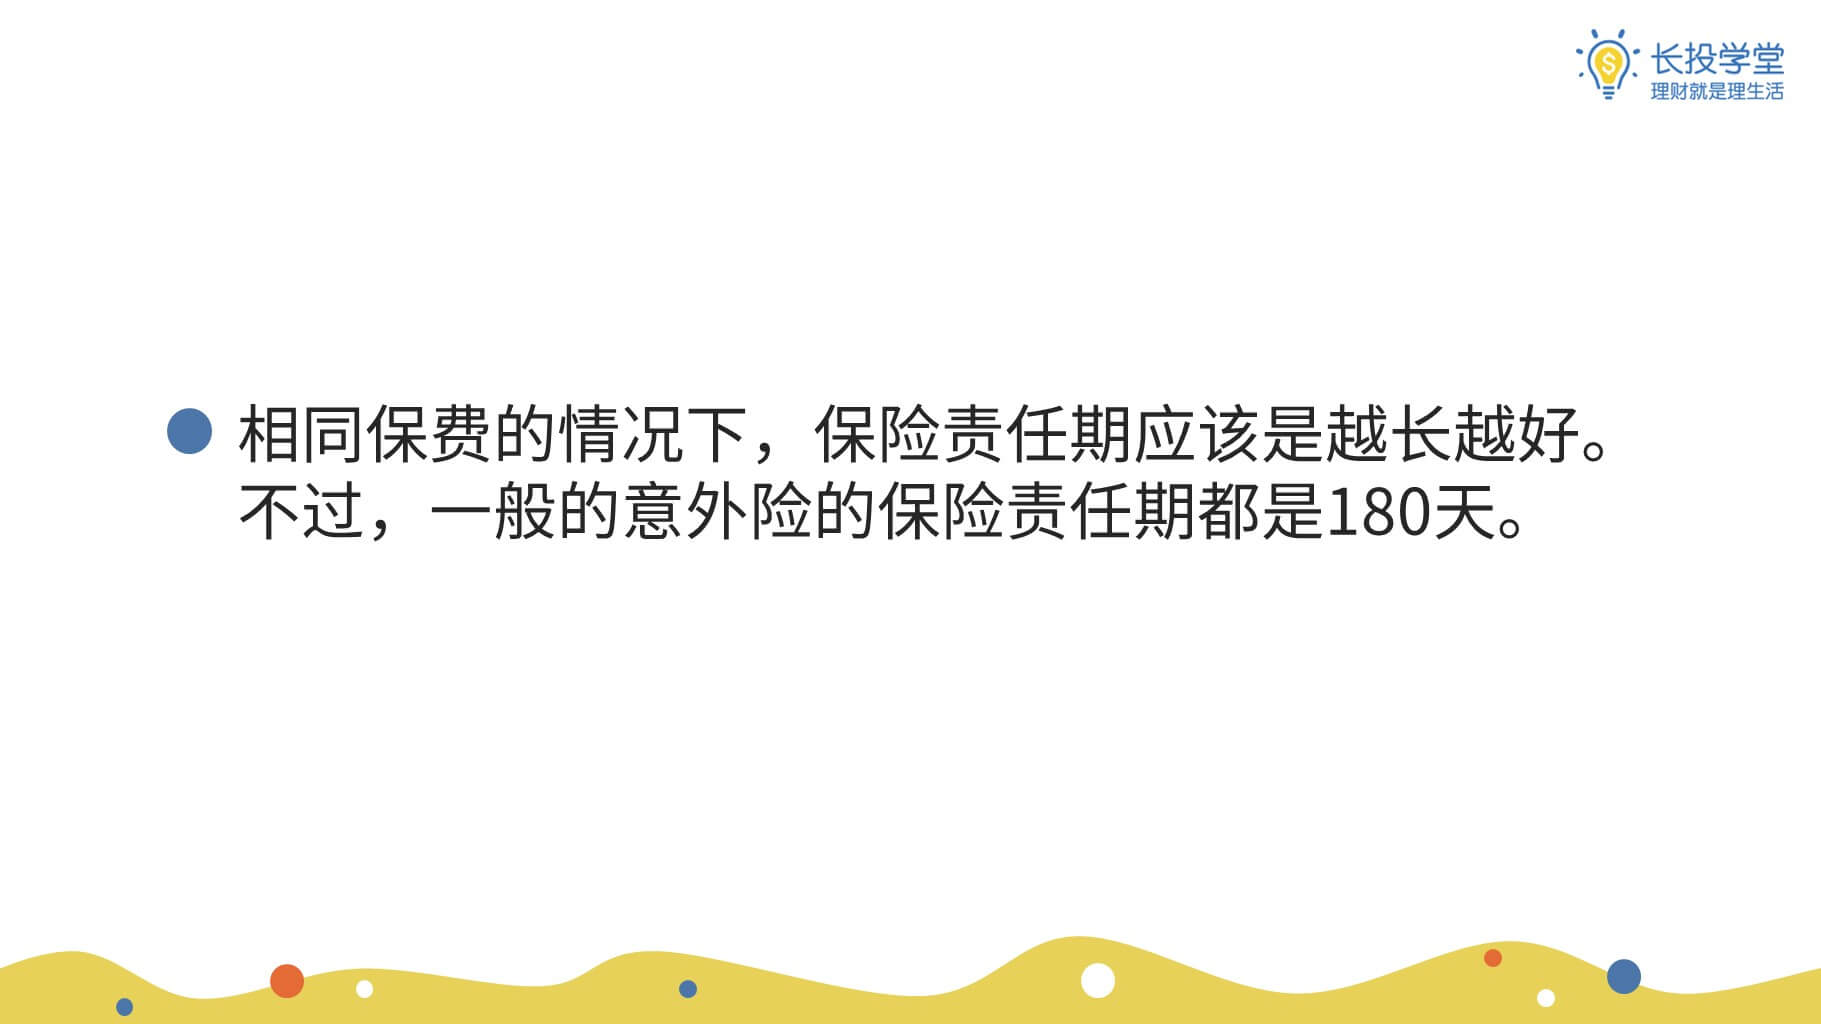 长投学堂
理财就是理生活
相同保费的情况下，保险责任期应该是越长越好。
不过，一般的意外险的保险责任期都是180天。